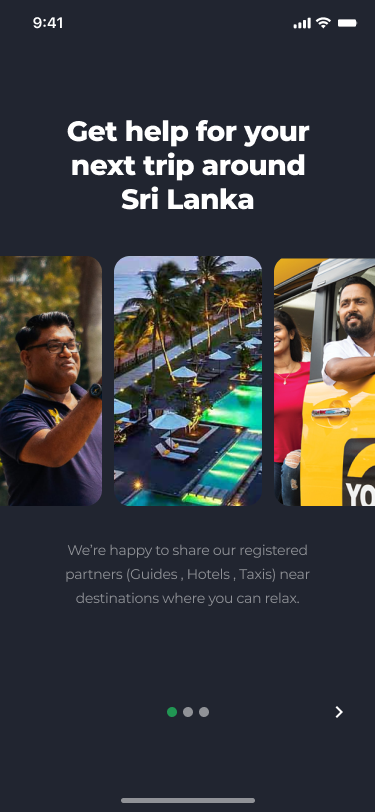 9:41
Get help for your
next trip around
Sri Lanka
YO
We're happy to share our registered
partners (Guides , Hotels , Taxis) near
destinations where you can relax.